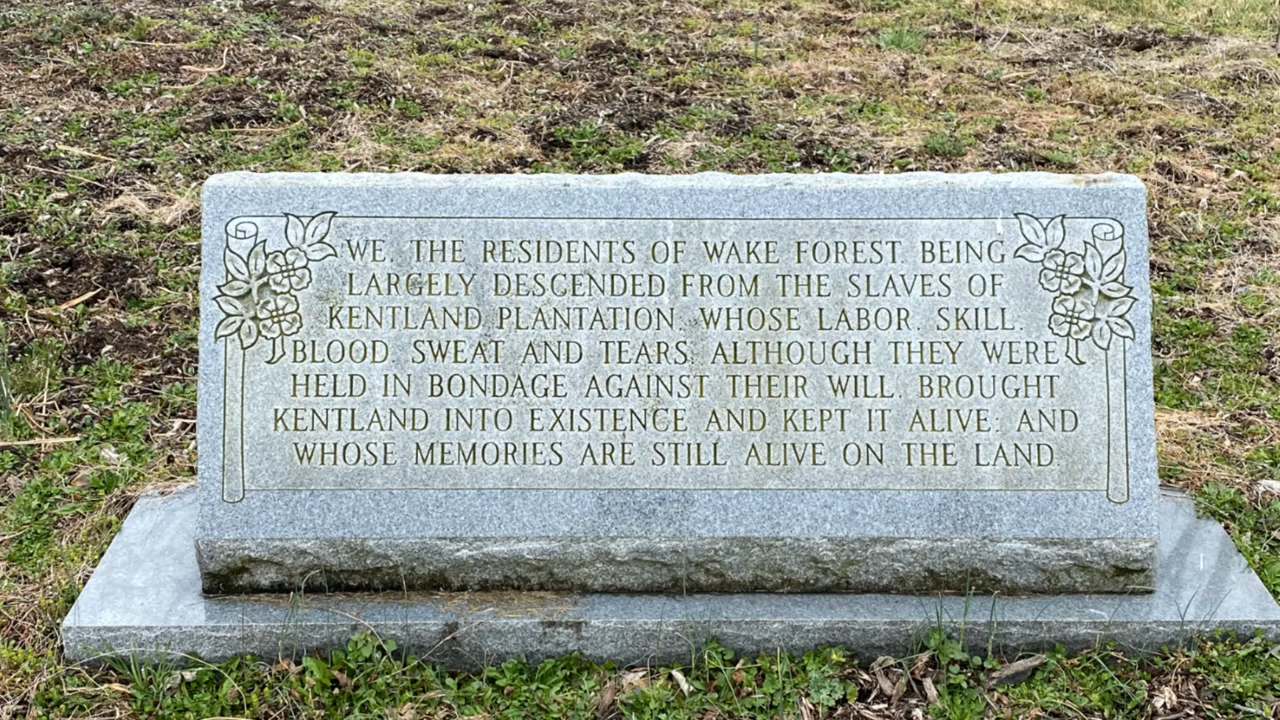 WE, THE RESIDENTS OF WAKE FOREST, BEING
LARGELY DESCENDED FROM THE SLAVES OF
KENTLAND PLANTATION, WHOSE LABOR, SKILL,
BLOOD, SWEAT AND TEARS; ALTHOUGH THEY WERE
HELD IN BONDAGE AGAINST THEIR WILL, BROUGHT
KENTLAND INTO EXISTENCE AND KEPT IT ALIVE; AND
WHOSE MEMORIES ARE STILL ALIVE ON THE LAND.